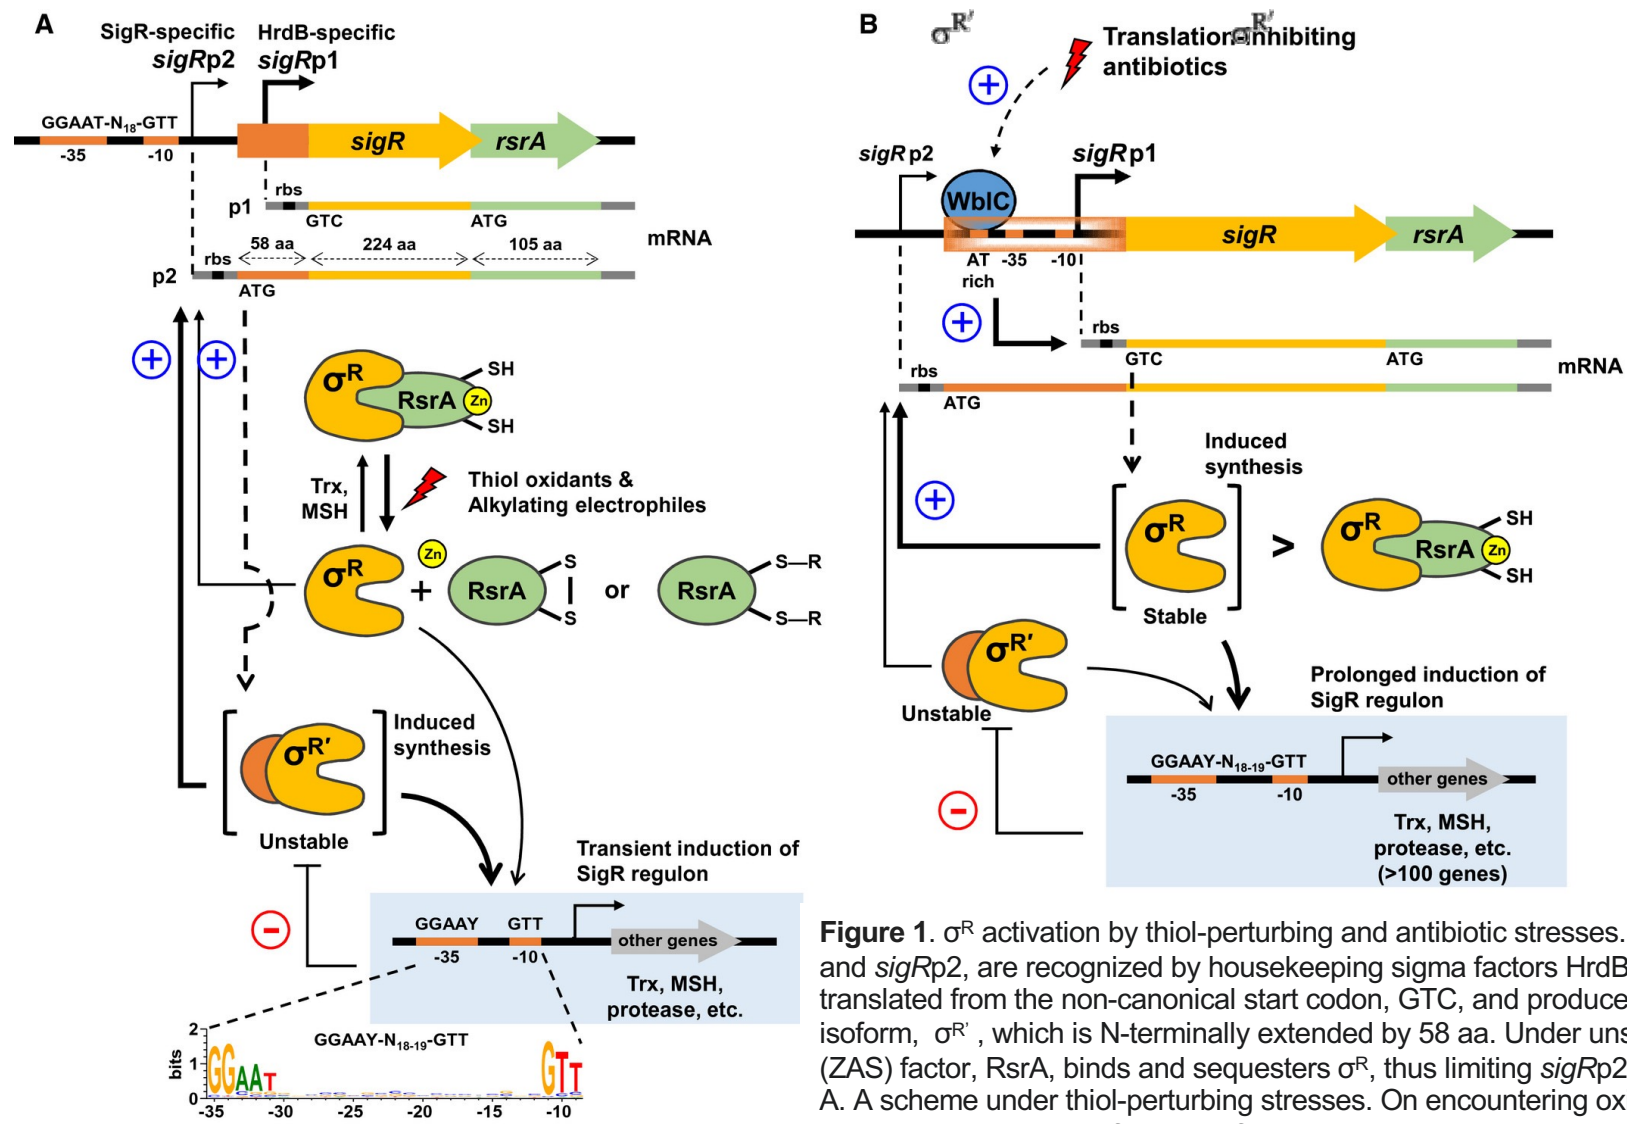 A
SigR-specific
sigRp2
HrdB-specific
sigRp1
GGAAT-N18-GTT
-35
-10
sigR
rsrA
rbs
p1
GTC
ATG
mRNA
58 aa
224 aa
105 aa
rbs
p2
ATG
+
+
σR
RsrA
Zn
SH
SH
Trx,
MSH
Thiol oxidants &
Alkylating electrophiles
σR
+
Zn
RsrA
S
S
or
RsrA
S—R
S—R
σR′
Induced
synthesis
Unstable
Transient induction of
SigR regulon
−
GGAAY
GTT
-35
-10
other genes
Trx, MSH,
protease, etc.
GGAAY-N18-19-GTT
bits
2
1
0
GGAAT
GTT
-35
-30
-25
-20
-15
-10
B
σR'
Translation-inhibiting
σR'
antibiotics
+
sigRp2
sigRp1
WblC
sigR
rsrA
AT
rich
-35
-10
+
rbs
GTC
ATG
mRNA
rbs
ATG
+
Induced
synthesis
σR
Stable
>
σR
RsrA
Zn
SH
SH
σR′
Unstable
Prolonged induction of
SigR regulon
−
GGAAY-N18-19-GTT
-35
-10
other genes
Trx, MSH,
protease, etc.
(>100 genes)
Figure 1. σR activation by thiol-perturbing and antibiotic stresses.
and sigRp2, are recognized by housekeeping sigma factors HrdB
translated from the non-canonical start codon, GTC, and produce
isoform, σR' , which is N-terminally extended by 58 aa. Under uns
(ZAS) factor, RsrA, binds and sequesters σR, thus limiting sigRp2
A. A scheme under thiol-perturbing stresses. On encountering ox